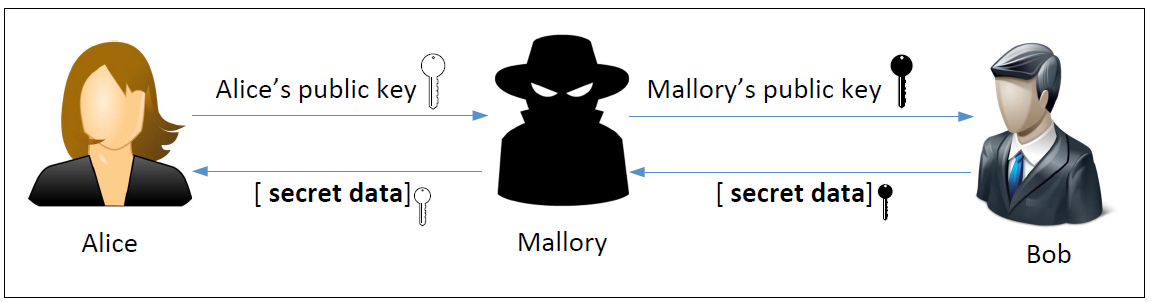 Alice’s public key
Mallory’s public key
[ secret data]
[ secret data]
Alice
Mallory
Bob